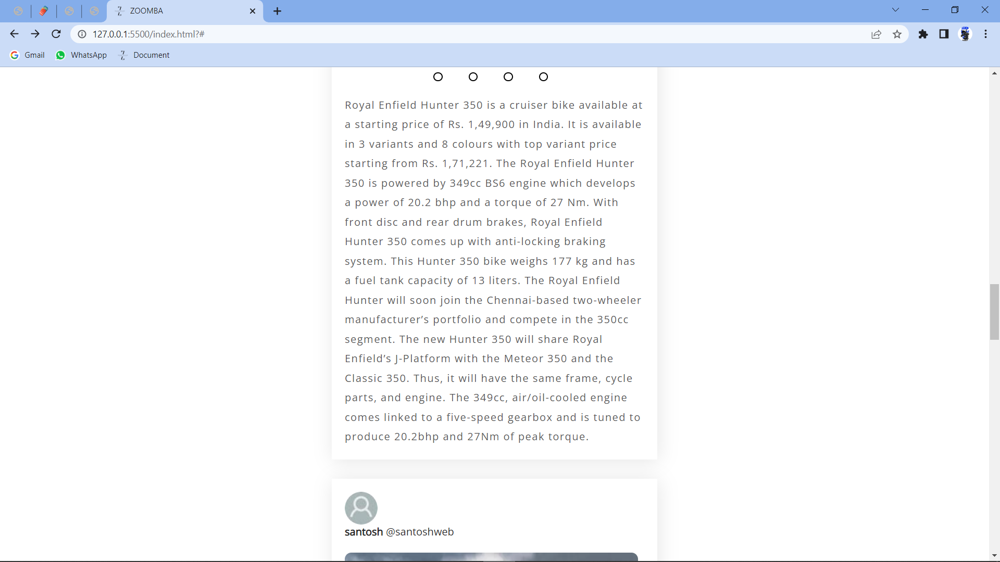 ZOOMBA
127.0.0.1:5500/index.html?#
Gmail WhatsApp Document
Royal Enfield Hunter 350 is a cruiser bike available at
a starting price of Rs. 1,49,900 in India. It is available
in 3 variants and 8 colours with top variant price
starting from Rs. 1,71,221. The Royal Enfield Hunter
350 is powered by 349cc BS6 engine which develops
a power of 20.2 bhp and a torque of 27 Nm. With
front disc and rear drum brakes, Royal Enfield
Hunter 350 comes up with anti-locking braking
system. This Hunter 350 bike weighs 177 kg and has
a fuel tank capacity of 13 liters. The Royal Enfield
Hunter will soon join the Chennai-based two-wheeler
manufacturer’s portfolio and compete in the 350cc
segment. The new Hunter 350 will share Royal
Enfield’s J-Platform with the Meteor 350 and the
Classic 350. Thus, it will have the same frame, cycle
parts, and engine. The 349cc, air/oil-cooled engine
comes linked to a five-speed gearbox and is tuned to
produce 20.2bhp and 27Nm of peak torque.
santosh @santoshweb